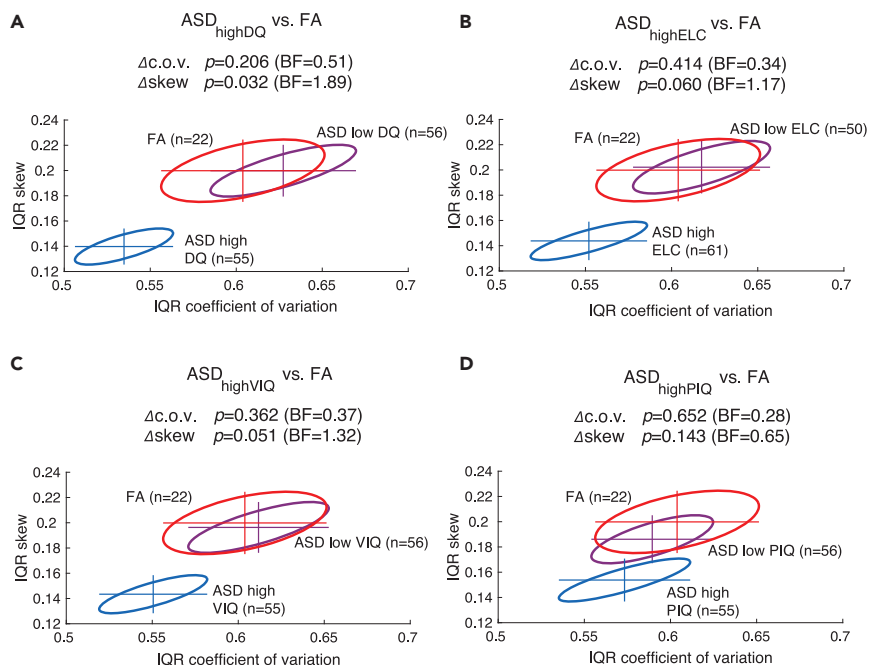 A
ASD highDQ vs. FA
Δc.o.v. p=0.206 (BF=0.51)
Δskew p=0.032 (BF=1.89)
0.24
0.22
0.2
0.18
0.16
0.14
0.12
IQR skew
FA (n=22)
ASD low DQ (n=56)
ASD high
DQ (n=55)
0.5 0.55 0.6 0.65 0.7
IQR coefficient of variation
B
ASD highELC vs. FA
Δc.o.v. p=0.414 (BF=0.34)
Δskew p=0.060 (BF=1.17)
0.24
0.22
0.2
0.18
0.16
0.14
0.12
IQR skew
FA (n=22)
ASD low ELC (n=50)
ASD high
ELC (n=61)
0.5 0.55 0.6 0.65 0.7
IQR coefficient of variation
C
ASD highVIQ vs. FA
Δc.o.v. p=0.362 (BF=0.37)
Δskew p=0.051 (BF=1.32)
0.24
0.22
0.2
0.18
0.16
0.14
0.12
IQR skew
FA (n=22)
ASD low VIQ (n=56)
ASD high
VIQ (n=55)
0.5 0.55 0.6 0.65 0.7
IQR coefficient of variation
D
ASD highPIQ vs. FA
Δc.o.v. p=0.652 (BF=0.28)
Δskew p=0.143 (BF=0.65)
0.24
0.22
0.2
0.18
0.16
0.14
0.12
IQR skew
FA (n=22)
ASD low PIQ (n=56)
ASD high
PIQ (n=55)
0.5 0.55 0.6 0.65 0.7
IQR coefficient of variation